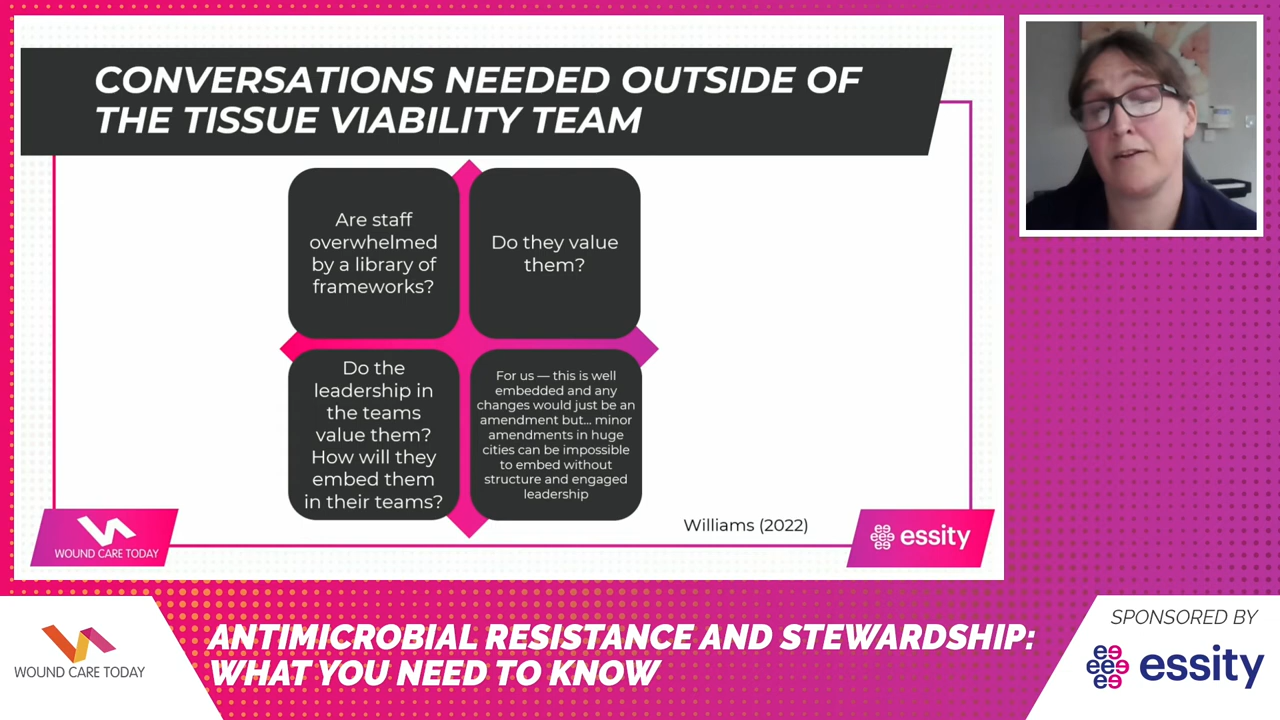 CONVERSATIONS NEEDED OUTSIDE OF
THE TISSUE VIABILITY TEAM
Are staff
overwhelmed
by a library of
frameworks?
Do they value
them?
Do the
leadership in
the teams
value them?
How will they
embed them
in their teams?
For us — this is well
embedded and any
changes would just be an
amendment but... minor
amendments in huge
cities can be impossible
to embed without
structure and engaged
leadership
Williams (2022)
WOUND CARE TODAY
essity
ANTIMICROBIAL RESISTANCE AND STEWARDSHIP:
WHAT YOU NEED TO KNOW
WOUND CARE TODAY
SPONSORED BY
essity